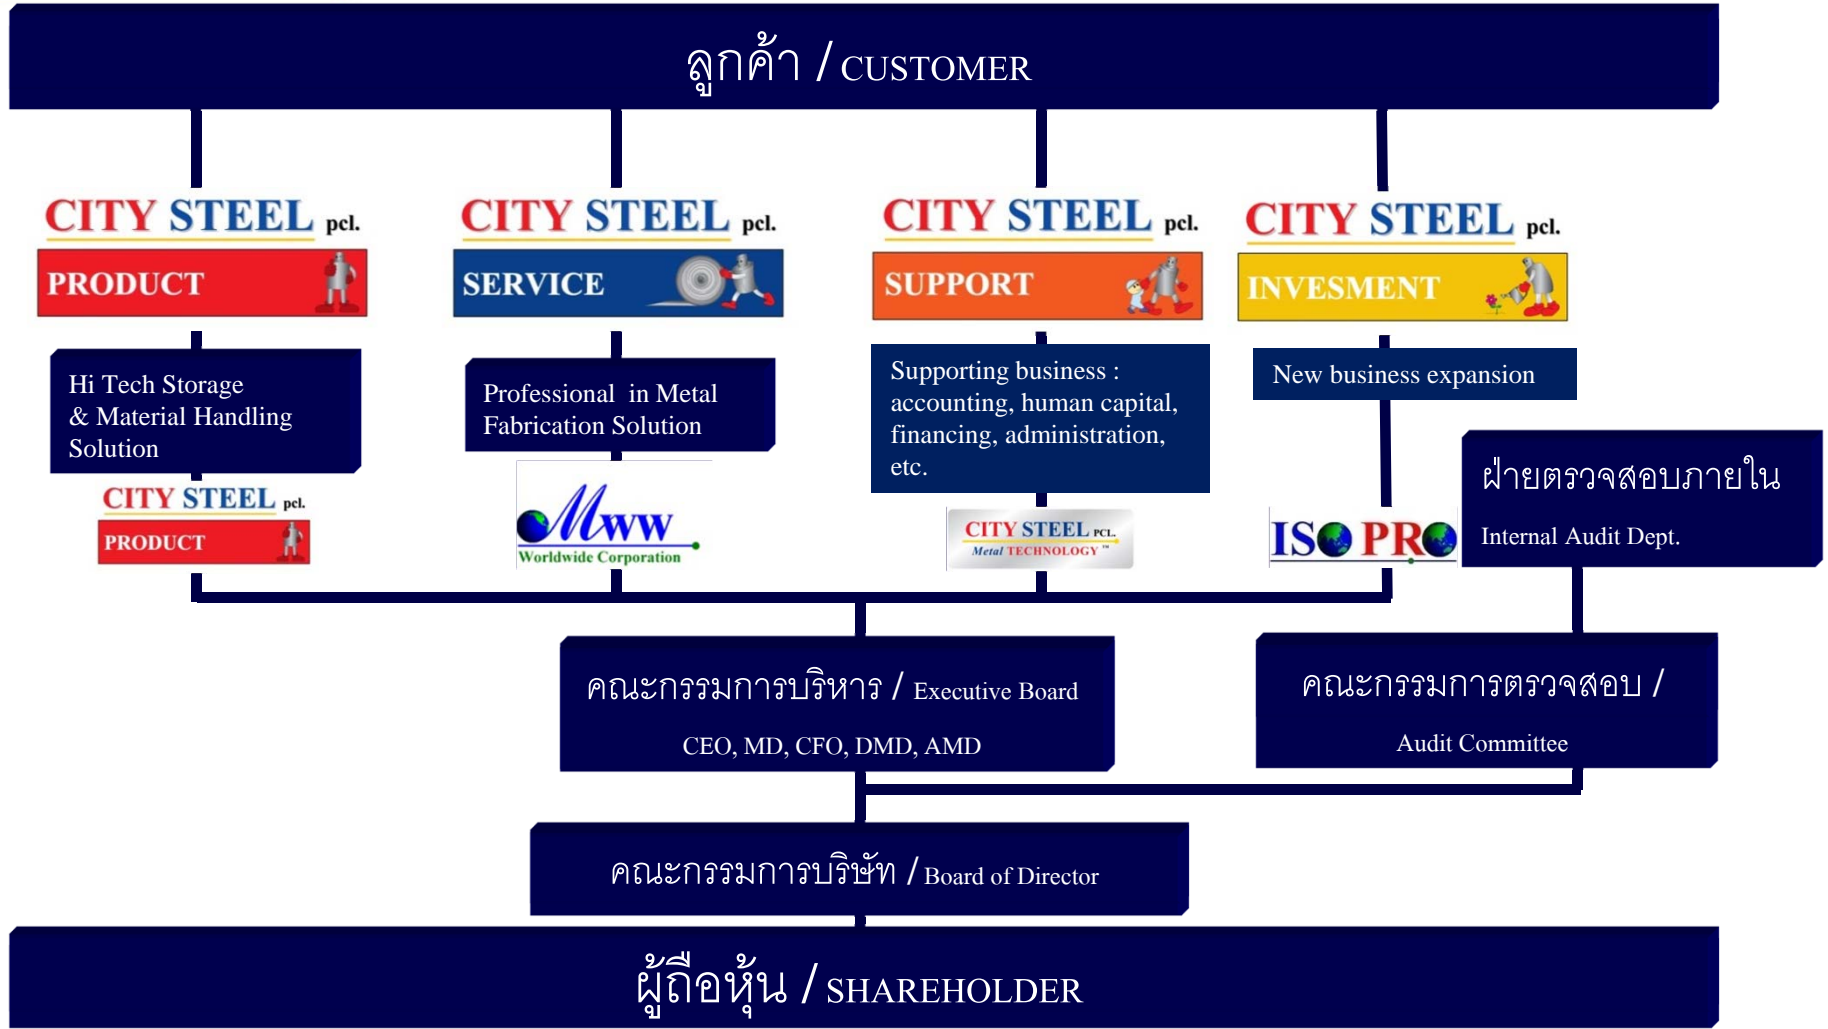 ลูกค้า / CUSTOMER
CITY STEEL pcl.
PRODUCT
CITY STEEL pcl.
SERVICE
CITY STEEL pcl.
SUPPORT
CITY STEEL pcl.
INVESMENT
Hi Tech Storage
& Material Handling
Solution
Professional in Metal
Fabrication Solution
Supporting business :
accounting, human capital,
financing, administration,
etc.
New business expansion
CITY STEEL pcl.
PRODUCT
Mww
Worldwide Corporation
CITY STEEL PCL.
Metal TECHNOLOGY ™
ISO PRO
ฝ่ายตรวจสอบภายใน
Internal Audit Dept.
คณะกรรมการบริหาร / Executive Board
CEO, MD, CFO, DMD, AMD
คณะกรรมการตรวจสอบ /
Audit Committee
คณะกรรมการบริษัท / Board of Director
ผู้ถือหุ้น / SHAREHOLDER